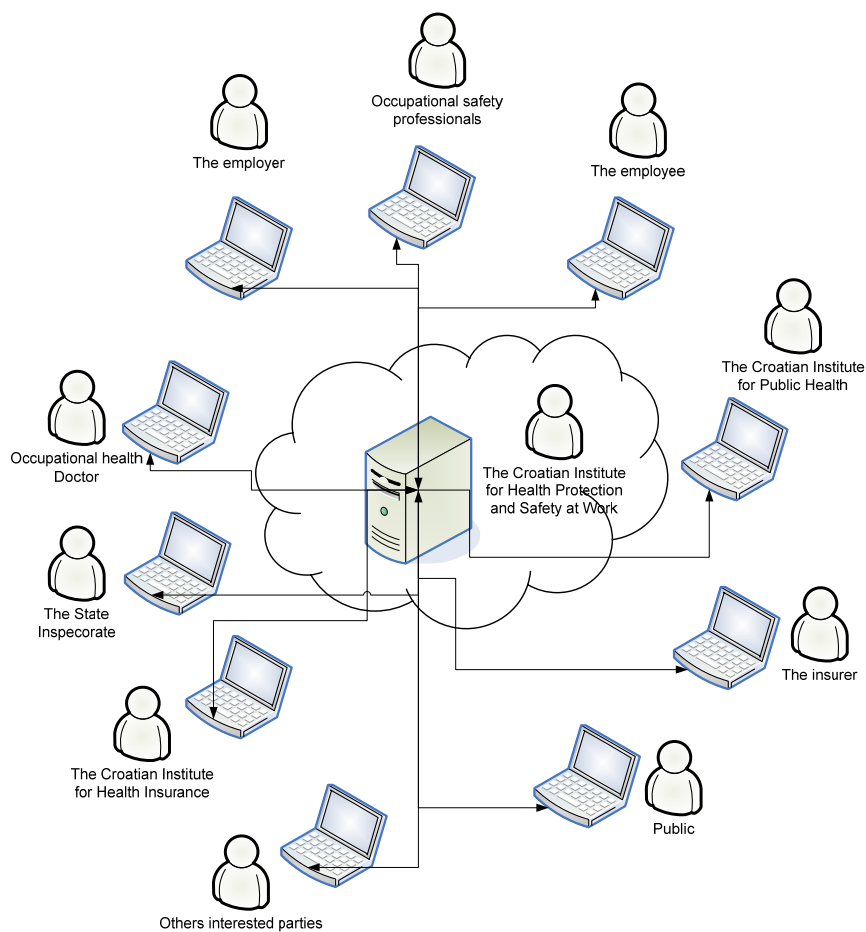 Occupational safety
professionals
The employer
The employee
The Croatian Institute
for Public Health
Occupational health
Doctor
The Croatian Institute
for Health Protection
and Safety at Work
The State
Inspecorate
The insurer
The Croatian Institute
for Health Insurance
Public
Others interested parties